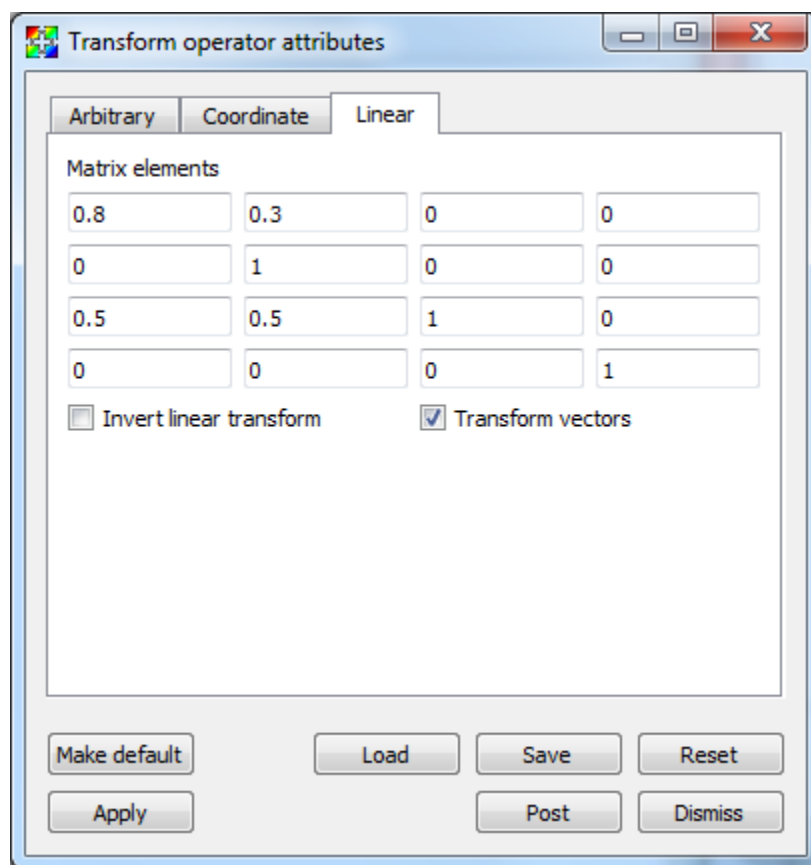 Transform operator attributes
Arbitrary Coordinate Linear
Matrix elements
0.8 0.3 0 0
0 1 0 0
0.5 0.5 1 0
0 0 0 1
Invert linear transform Transform vectors
Make default Load Save Reset
Apply Post Dismiss